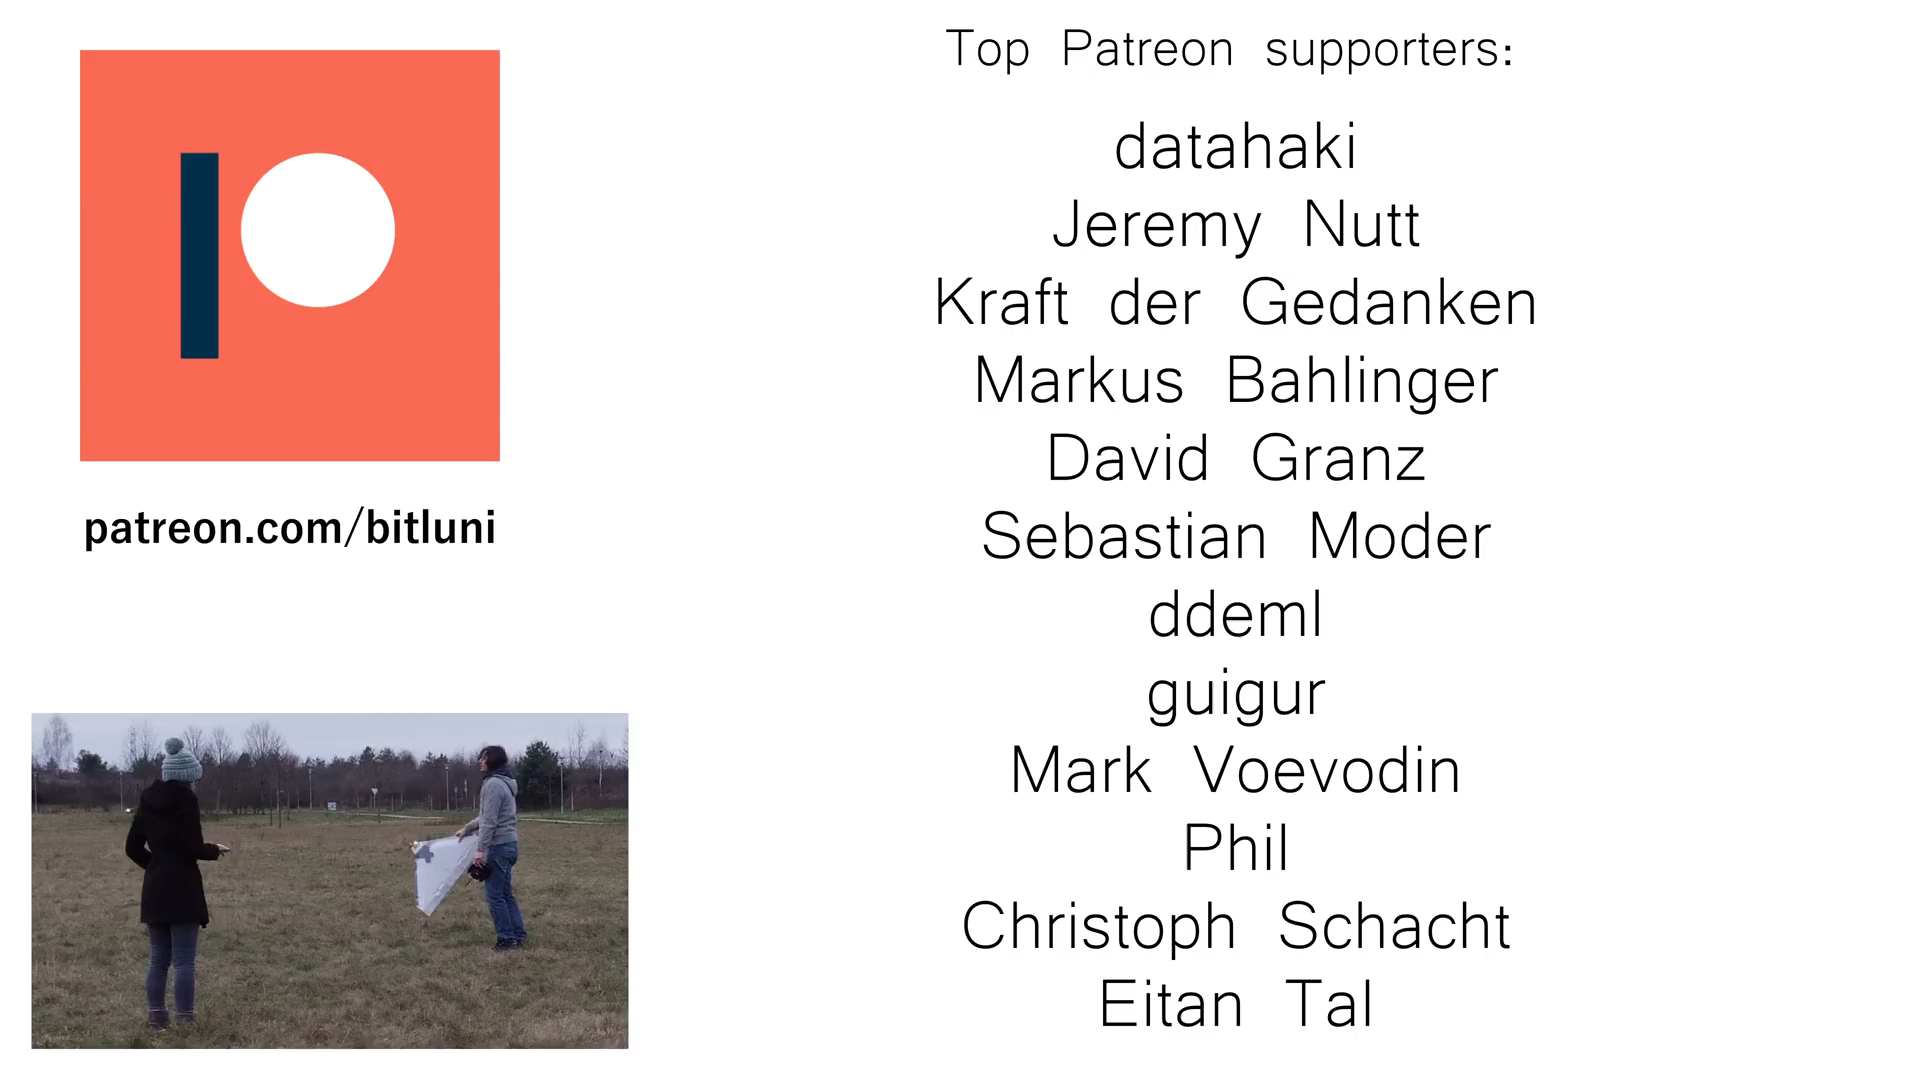 Top Patreon supporters:
datahaki
Jeremy Nutt
Kraft der Gedanken
Markus Bahlinger
David Granz
Sebastian Moder
ddeml
guigur
Mark Voevodin
Phil
Christoph Schacht
Eitan Tal
patreon.com/bitluni